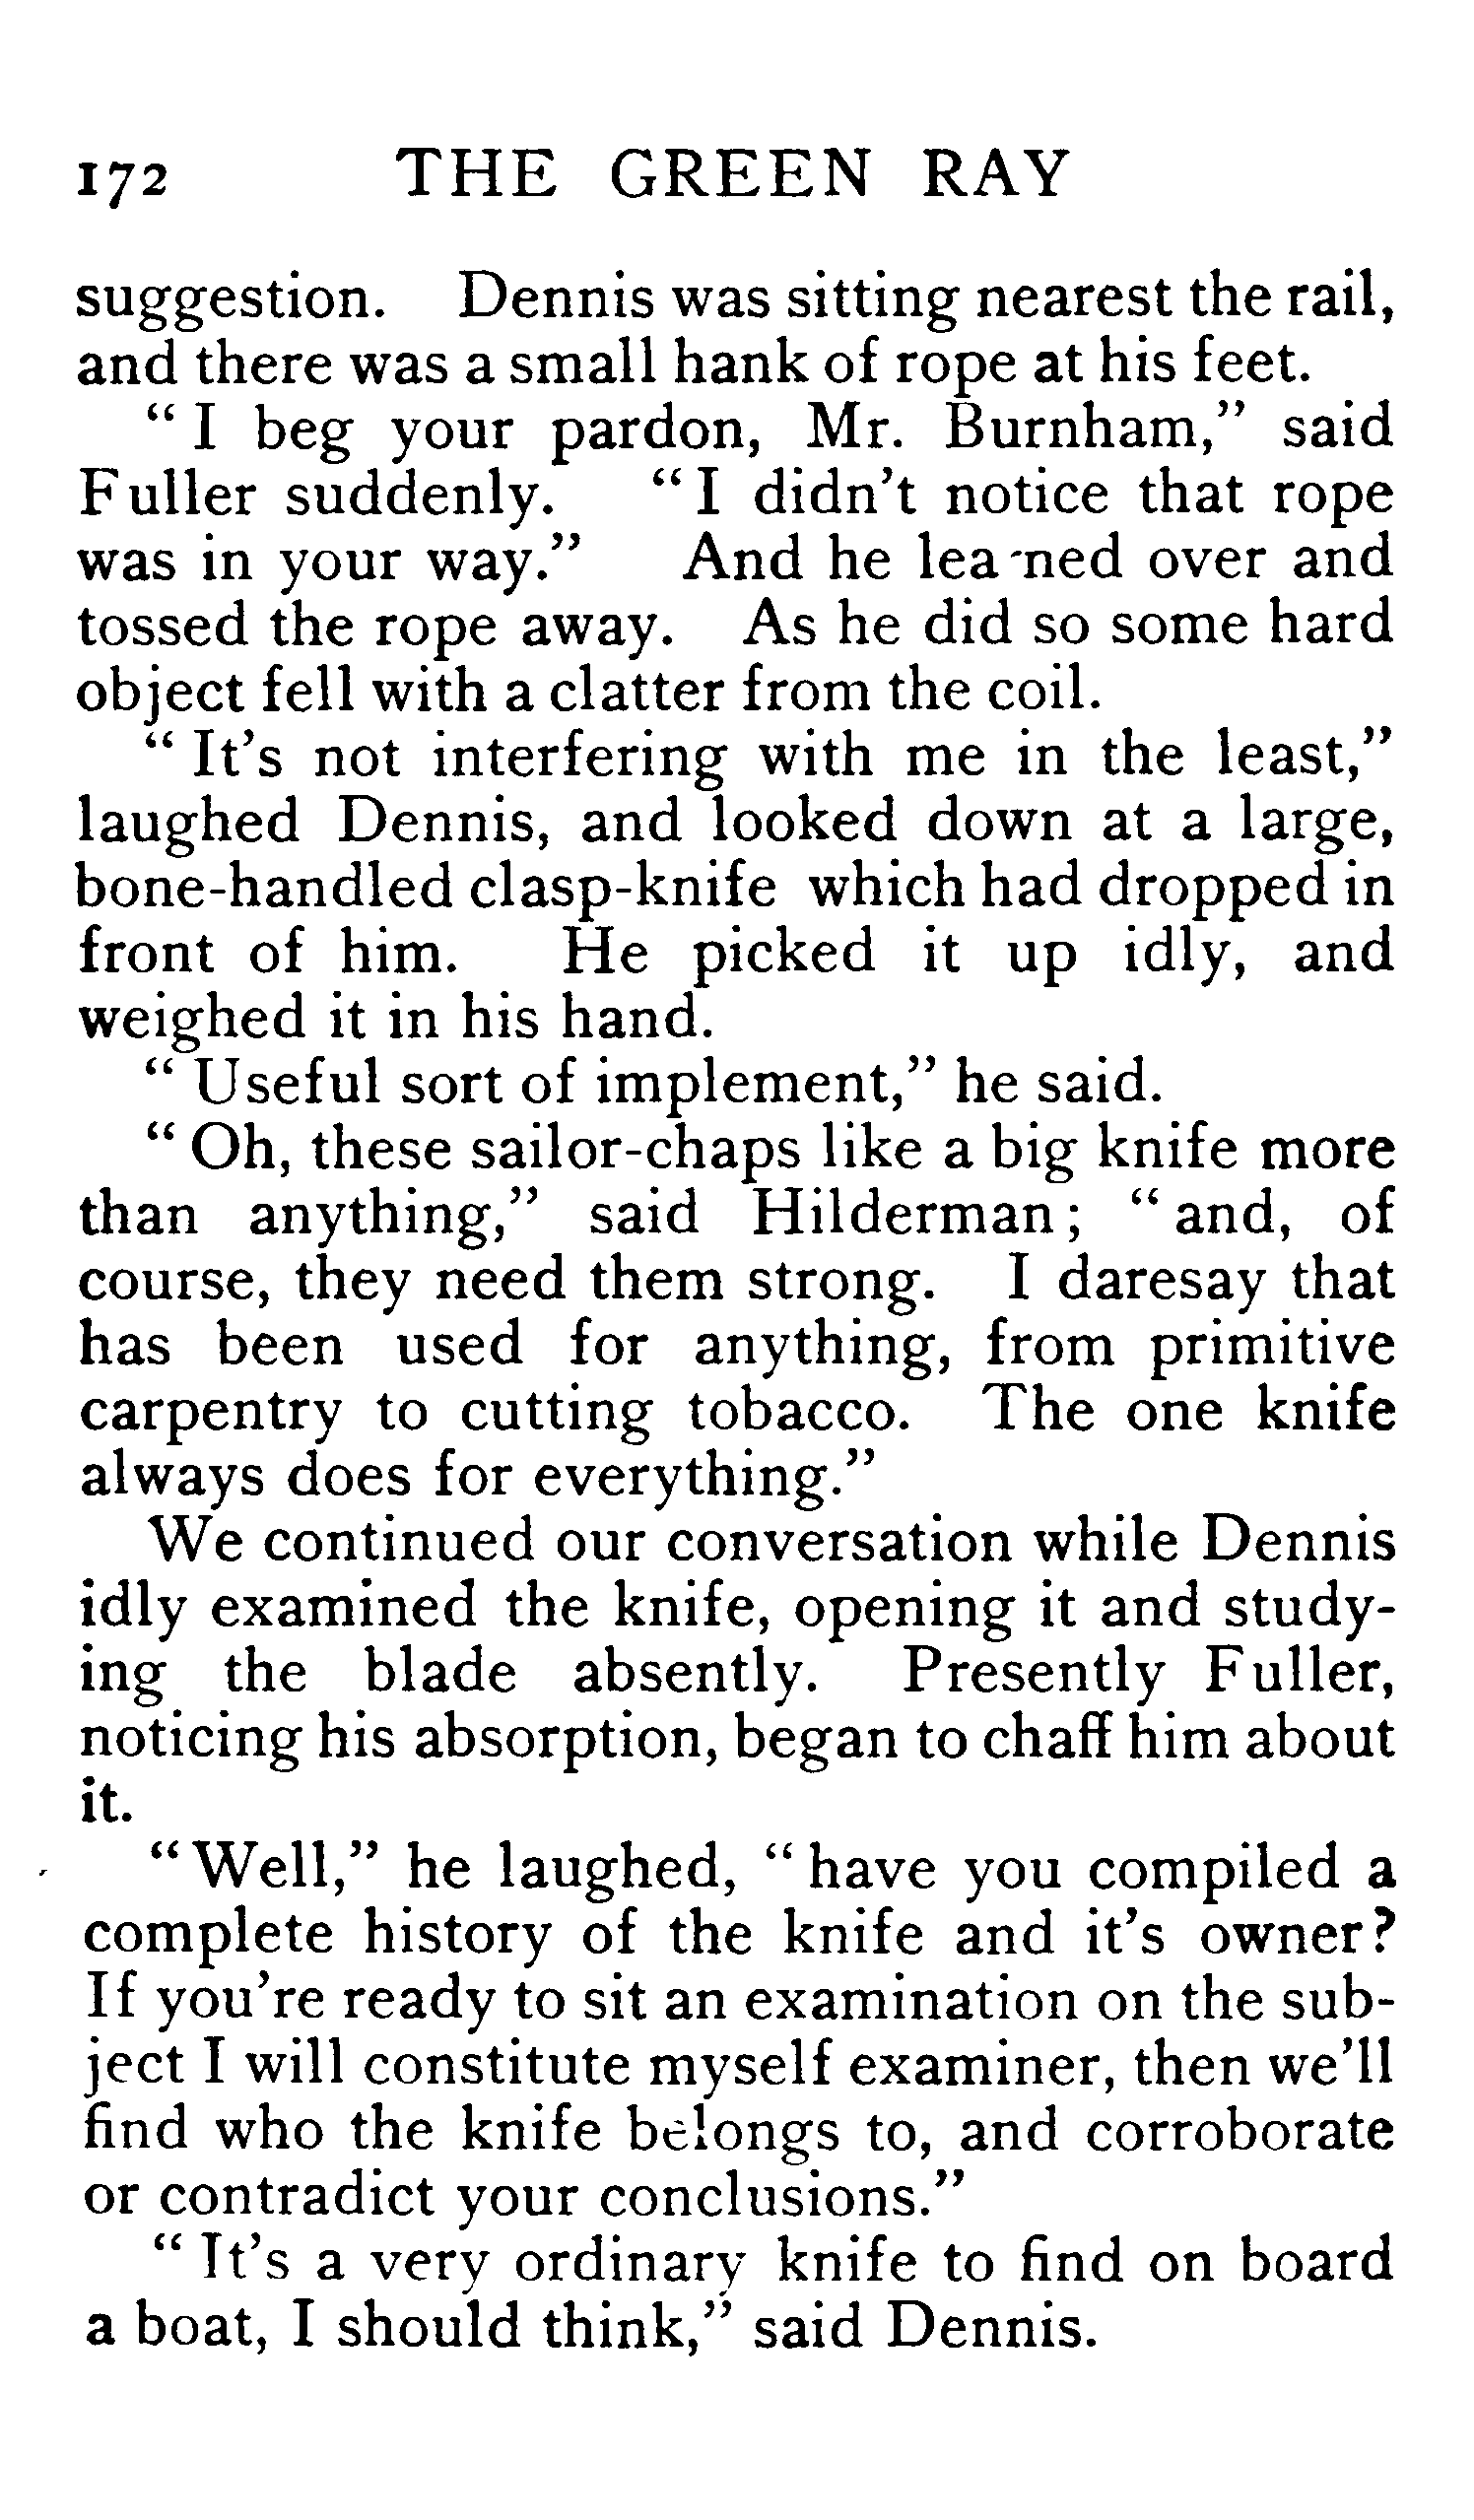 172 THE GREEN RAY
suggestion. Dennis was sitting nearest the rail,
and there was a small hank of rope at his feet.
" I beg your pardon, Mr. Burnham," said
Fuller suddenly. " I didn't notice that rope
was in your way." And he leaned over and
tossed the rope away. As he did so some hard
object fell with a clatter from the coil.
" It's not interfering with me in the least,"
laughed Dennis, and looked down at a large,
bone-handled clasp-knife which had dropped in
front of him. He picked it up idly, and
weighed it in his hand.
" Useful sort of implement," he said.
" Oh, these sailor-chaps like a big knife more
than anything," said Hilderman ; " and, of
course, they need them strong. I daresay that
has been used for anything, from primitive
carpentry to cutting tobacco. The one knife
always does for everything."
We continued our conversation while Dennis
idly examined the knife, opening it and study-
ing the blade absently. Presently Fuller,
noticing his absorption, began to chaff him about
it.
" Well," he laughed, " have you compiled a
complete history of the knife and it's owner?
If you're ready to sit an examination on the sub-
ject I will constitute myself examiner, then we'll
find who the knife belongs to, and corroborate
or contradict your conclusions."
" It's a very ordinary knife to find on board
a boat, I should think," said Dennis.